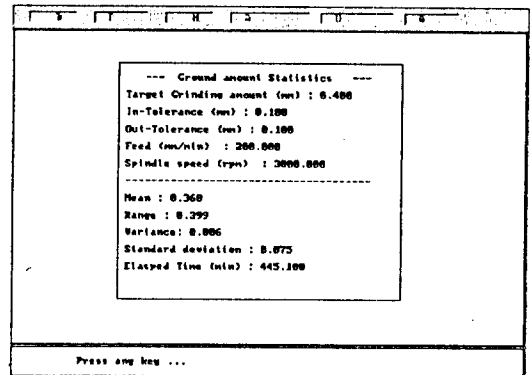 --- Ground amount Statistics ---
Target Grinding amount (mm) : 0.400
In-Tolerance (mm) : 0.100
Out-Tolerance (mm) : 0.100
Feed (mm/min) : 200.000
Spindle speed (rpm) : 3000.000
Mean : 0.360
Range : 0.399
Variance: 0.006
Standard deviation : 0.075
Elapsed Time (min) : 445.100
Press any key ...